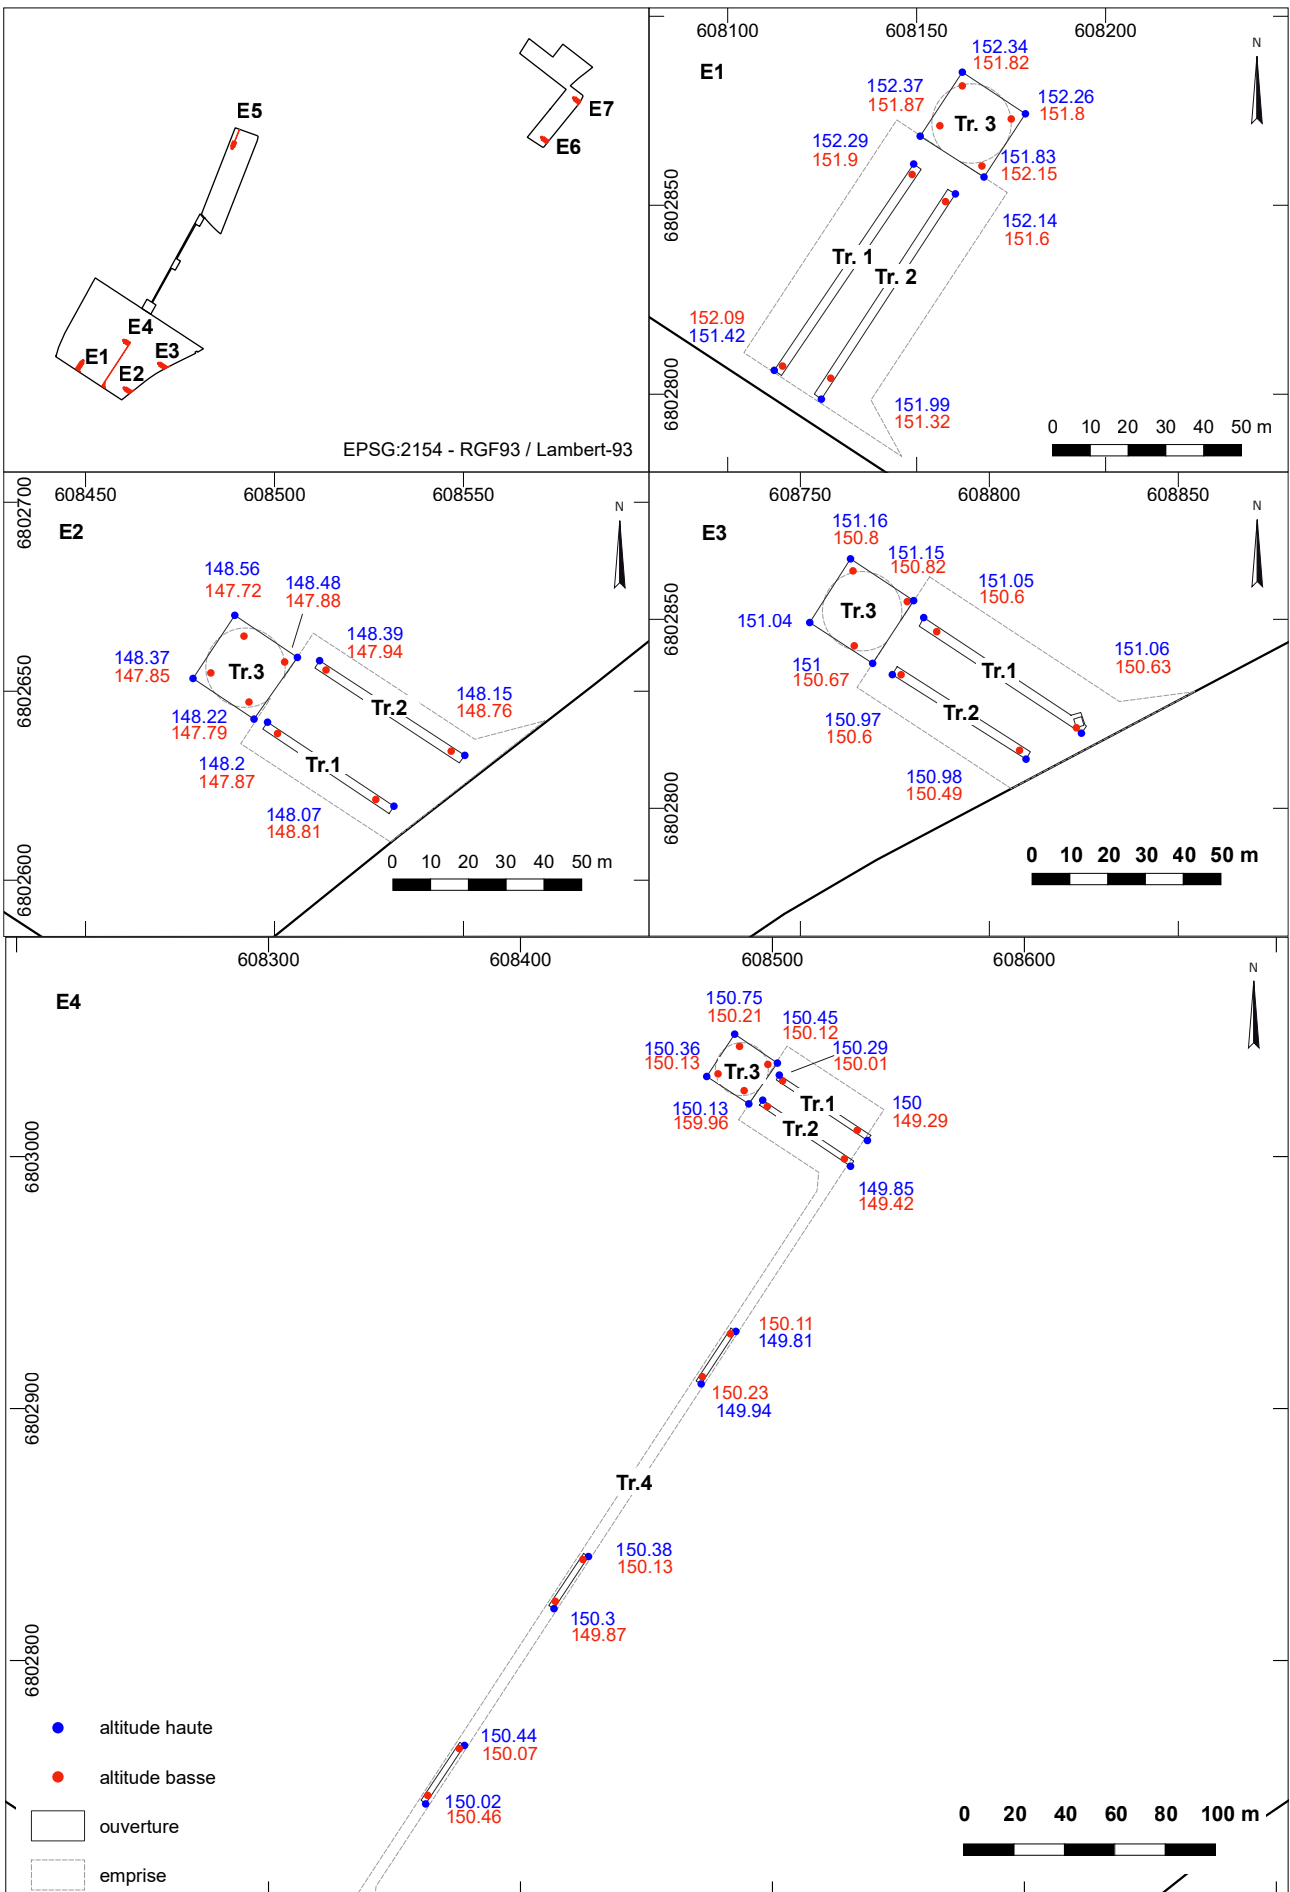 E5
E7
E6
E4
E1
E3
E2
EPSG:2154 - RGF93 / Lambert-93
608100
608150
608200
E1
N
152.34
151.82
152.37
151.87
152.26
151.8
Tr. 3
152.29
151.9
151.83
152.15
6802850
152.14
151.6
Tr. 1
Tr. 2
152.09
151.42
6802800
151.99
151.32
0 10 20 30 40 50 m
608450
608500
608550
6802700
E2
N
148.56
147.72
148.48
147.88
148.39
147.94
148.37
147.85
Tr.3
6802650
148.15
148.76
Tr.2
148.22
147.79
148.2
147.87
Tr.1
148.07
148.81
0 10 20 30 40 50 m
6802600
608750
608800
608850
E3
N
151.16
150.8
151.15
150.82
151.05
150.6
6802850
Tr.3
151.04
151.06
150.63
151
150.67
Tr.1
Tr.2
150.97
150.6
150.98
150.49
6802800
0 10 20 30 40 50 m
608300
608400
608500
608600
E4
N
150.75
150.21
150.45
150.12
150.36
150.13
150.29
150.01
Tr.3
150.13
159.96
Tr.1
Tr.2
150
149.29
6803000
149.85
149.42
150.11
149.81
150.23
149.94
6802900
Tr.4
150.38
150.13
150.3
149.87
6802800
150.44
150.07
150.02
150.46
altitude haute
altitude basse
ouverture
emprise
0 20 40 60 80 100 m